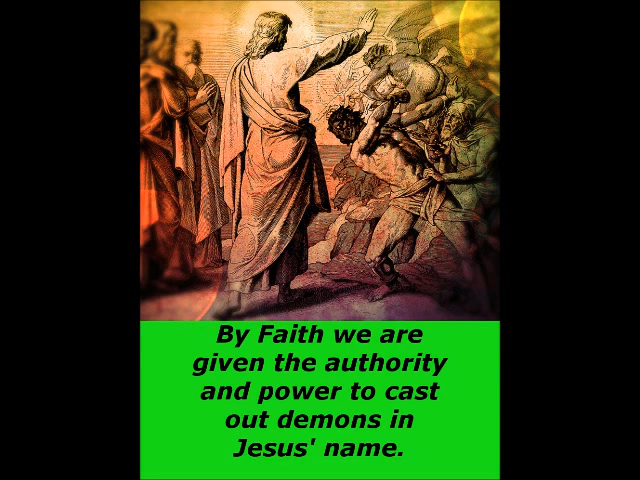 By Faith we are
given the authority
and power to cast
out demons in
Jesus' name.